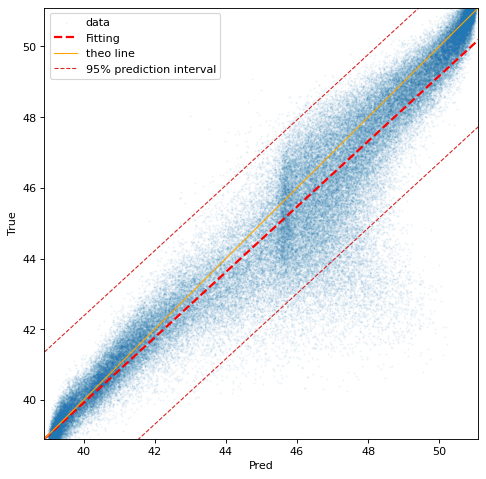 data
Fitting
theo line
95% prediction interval
50
48
46
44
42
40
True
40
42
44
46
48
50
Pred